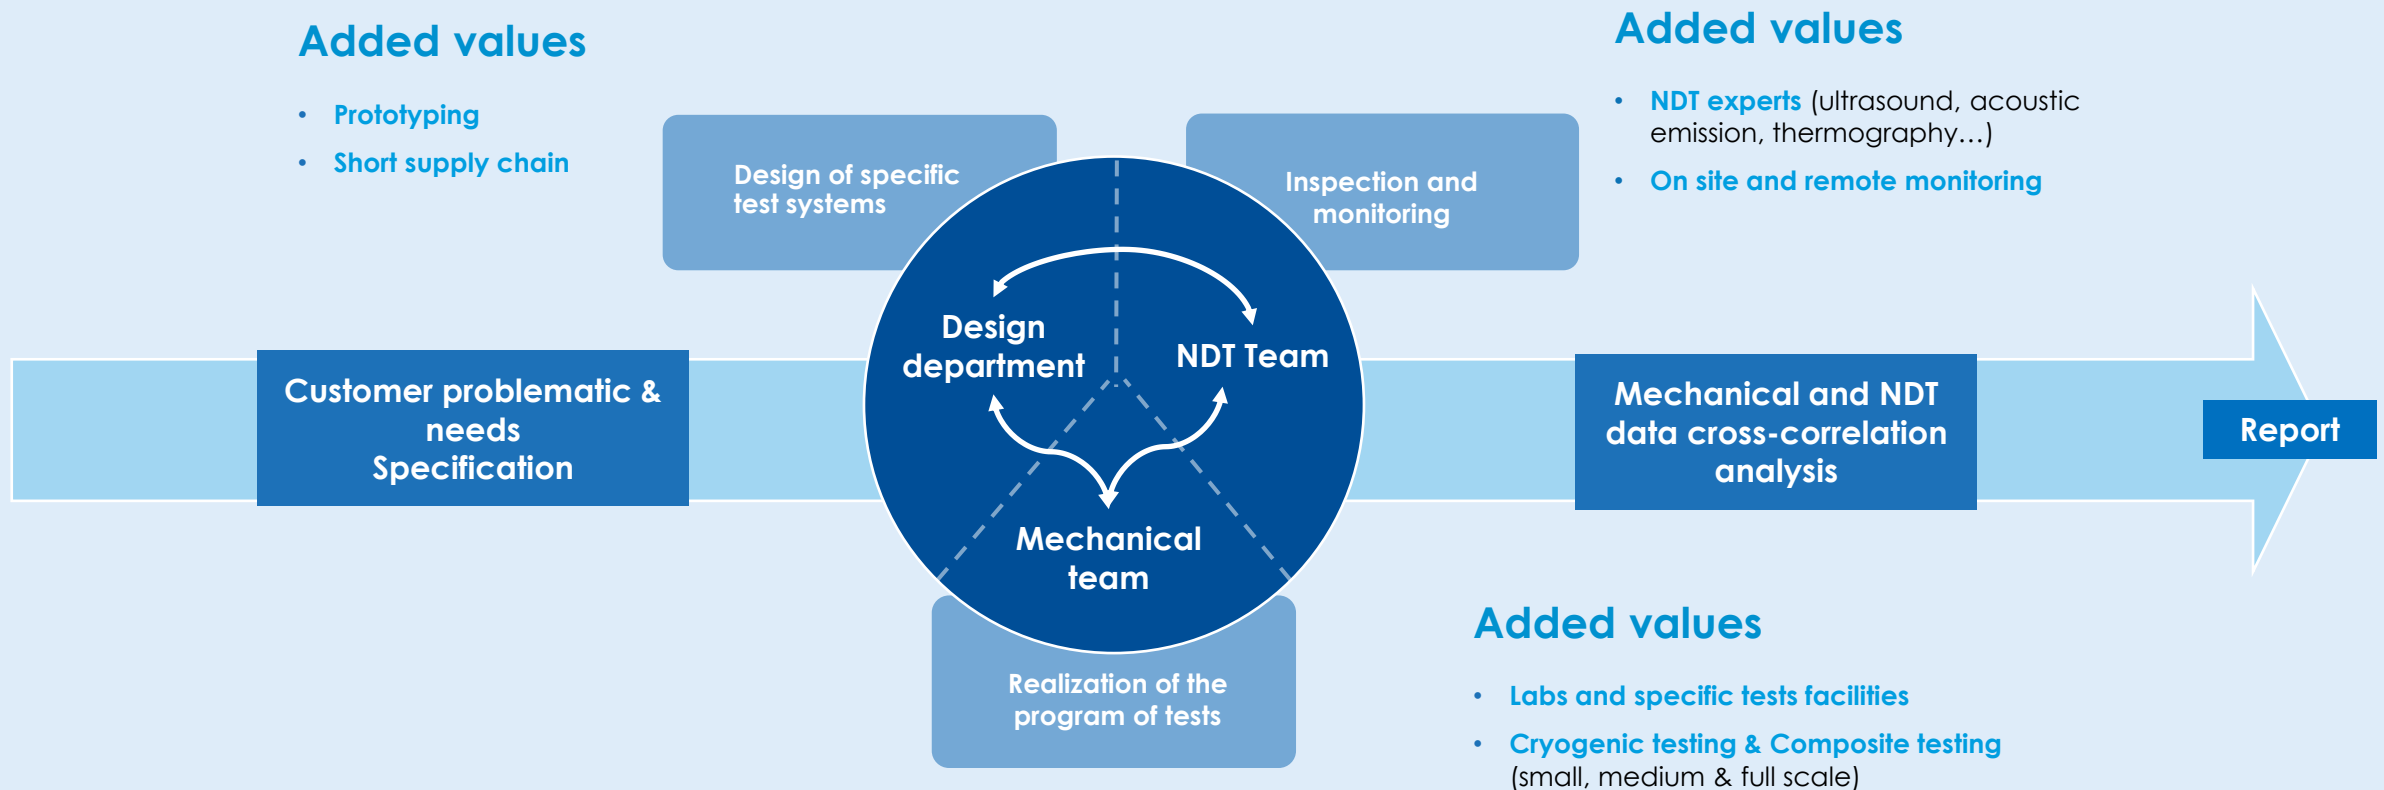 Added values
• Prototyping
• Short supply chain
Design of specific
test systems
Inspection and
monitoring
Added values
• NDT experts (ultrasound, acoustic
emission, thermography…)
• On site and remote monitoring
Customer problematic &
needs
Specification
Design
department
NDT Team
Mechanical
team
Mechanical and NDT
data cross-correlation
analysis
Report
Realization of the
program of tests
Added values
• Labs and specific tests facilities
• Cryogenic testing & Composite testing
(small, medium & full scale)